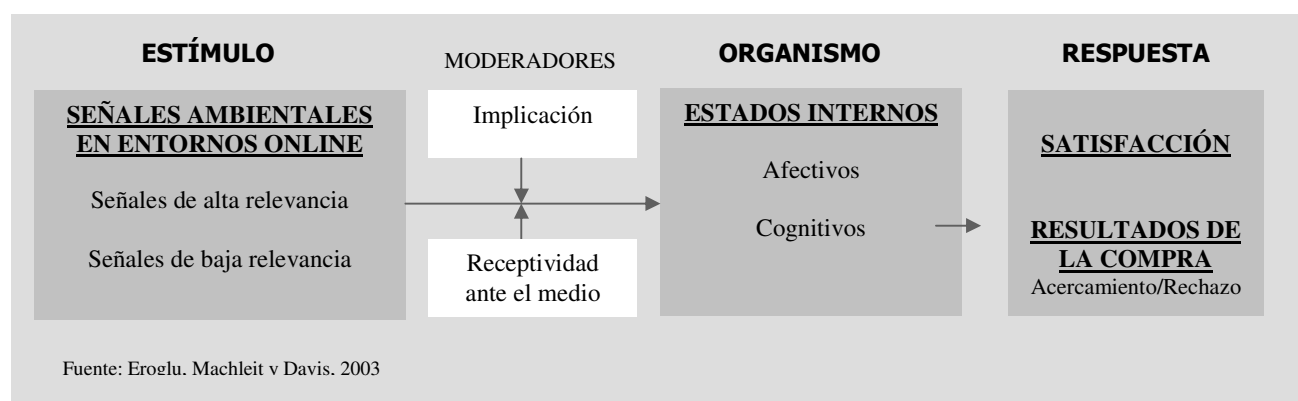 ESTÍMULO
SEÑALES AMBIENTALES
EN ENTORNOS ONLINE
Señales de alta relevancia
Señales de baja relevancia
MODERADORES
Implicación
Receptividad
ante el medio
ORGANISMO
ESTADOS INTERNOS
Afectivos
Cognitivos
RESPUESTA
SATISFACCIÓN
RESULTADOS DE
LA COMPRA
Acercamiento/Rechazo
Fuente: Eroglu, Machleit y Davis, 2003